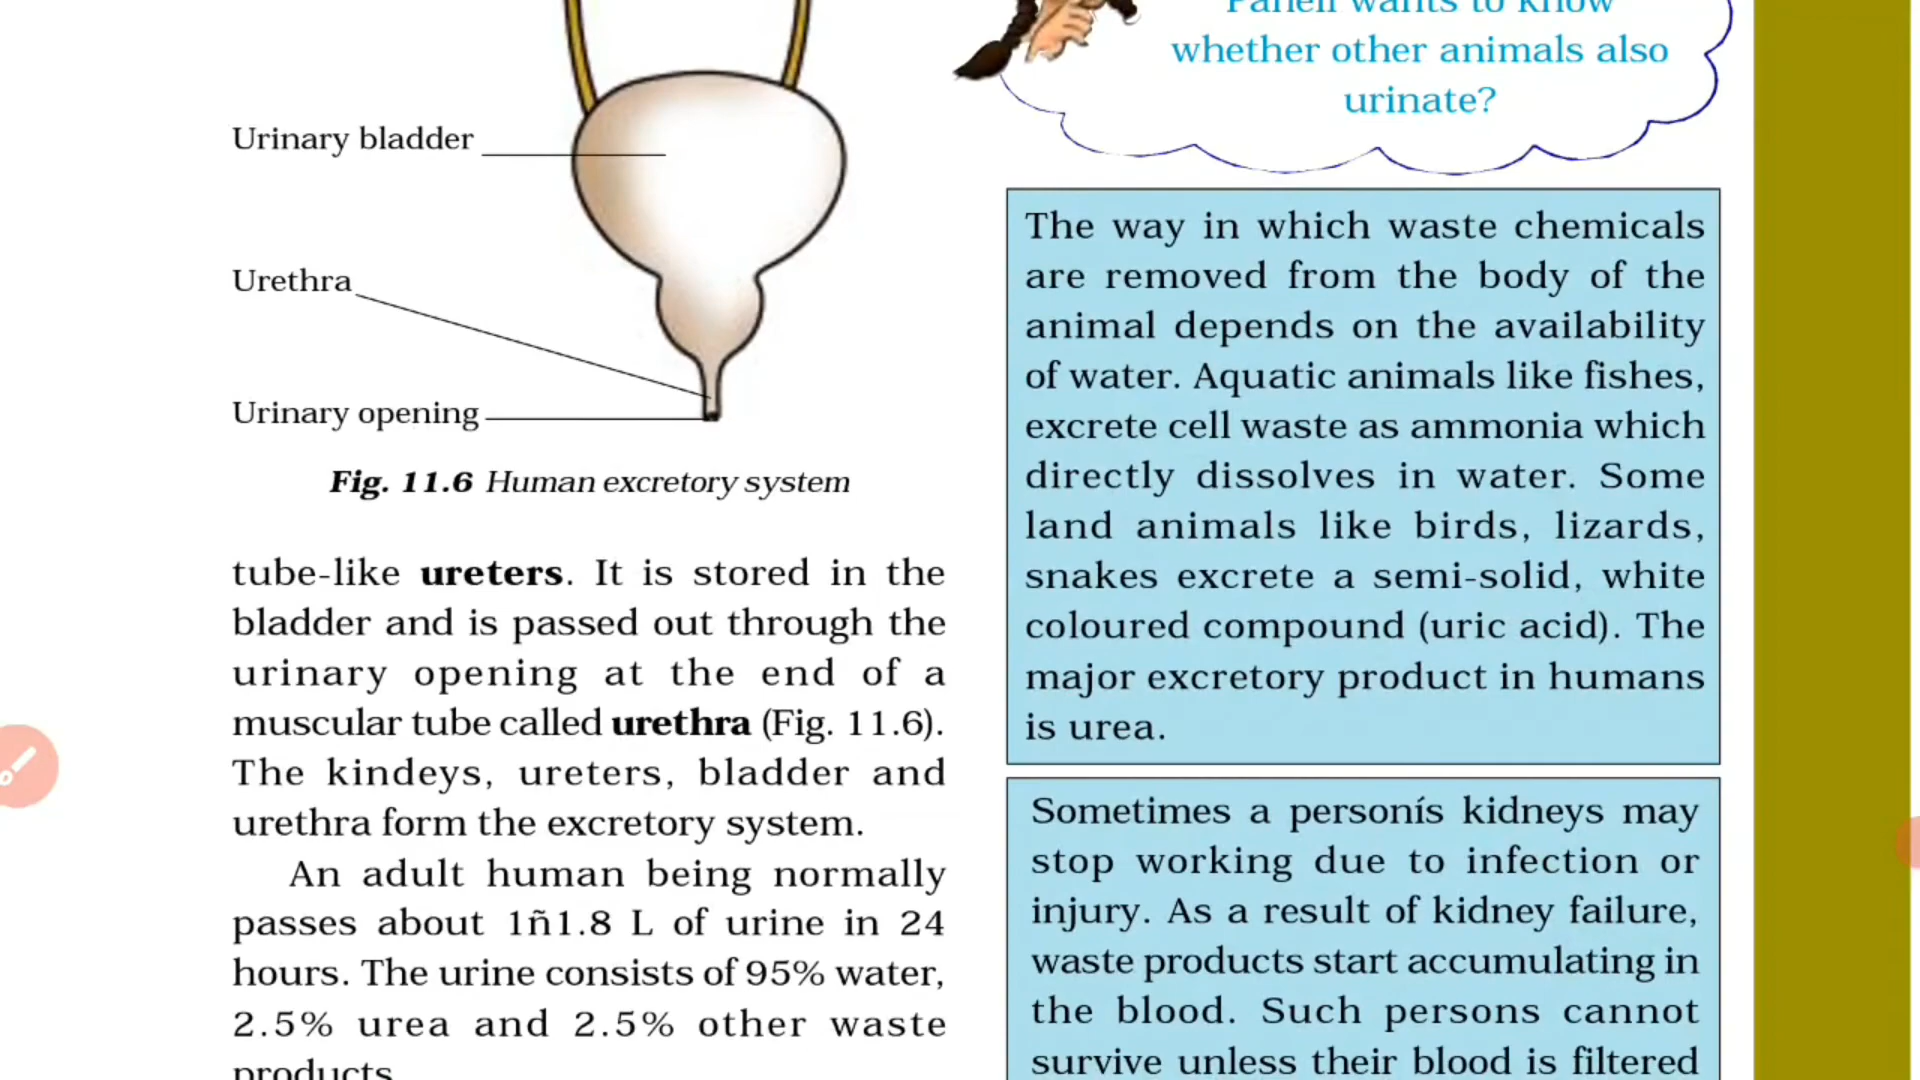 Urinary bladder
Urethra
Urinary opening
Fig. 11.6 Human excretory system
tube-like ureters. It is stored in the
bladder and is passed out through the
urinary opening at the end of a
muscular tube called urethra (Fig. 11.6).
The kindeys, ureters, bladder and
urethra form the excretory system.
An adult human being normally
passes about 1ñ1.8 L of urine in 24
hours. The urine consists of 95% water,
2.5% urea and 2.5% other waste
products.
wants to know
whether other animals also
urinate?
The way in which waste chemicals
are removed from the body of the
animal depends on the availability
of water. Aquatic animals like fishes,
excrete cell waste as ammonia which
directly dissolves in water. Some
land animals like birds, lizards,
snakes excrete a semi-solid, white
coloured compound (uric acid). The
major excretory product in humans
is urea.
Sometimes a personís kidneys may
stop working due to infection or
injury. As a result of kidney failure,
waste products start accumulating in
the blood. Such persons cannot
survive unless their blood is filtered